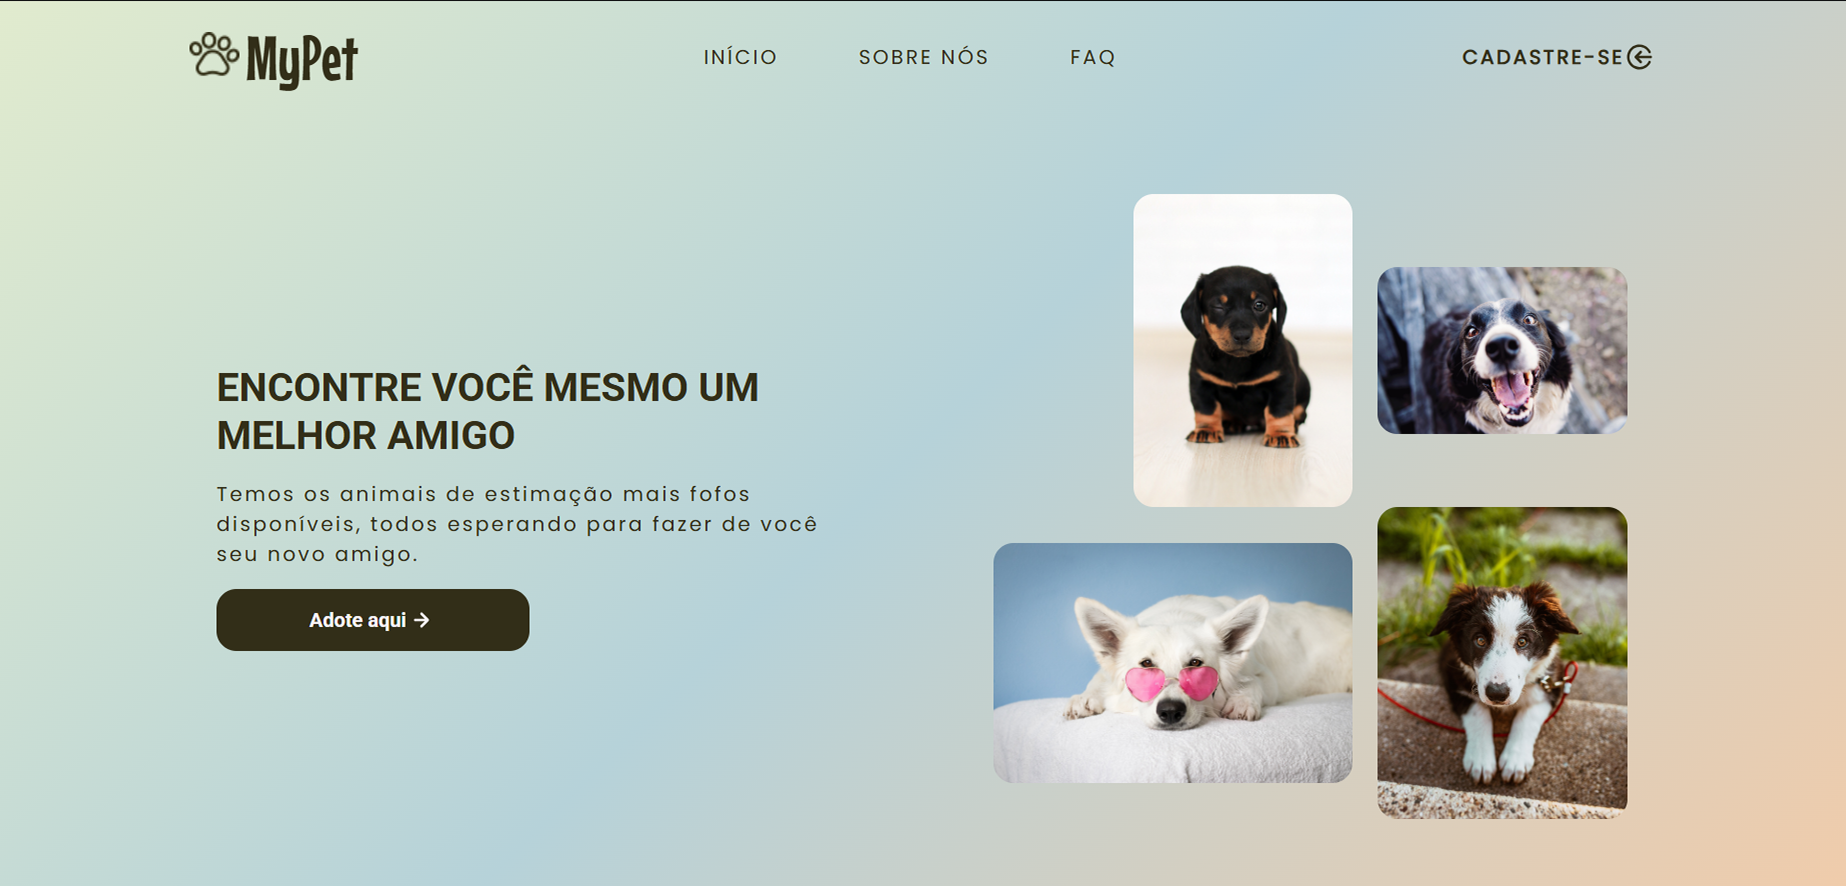 MyPet
INÍCIO
SOBRE NÓS
FAQ
CADASTRE-SE
ENCONTRE VOCÊ MESMO UM
MELHOR AMIGO
Temos os animais de estimação mais fofos
disponíveis, todos esperando para fazer de você
seu novo amigo.
Adote aqui →